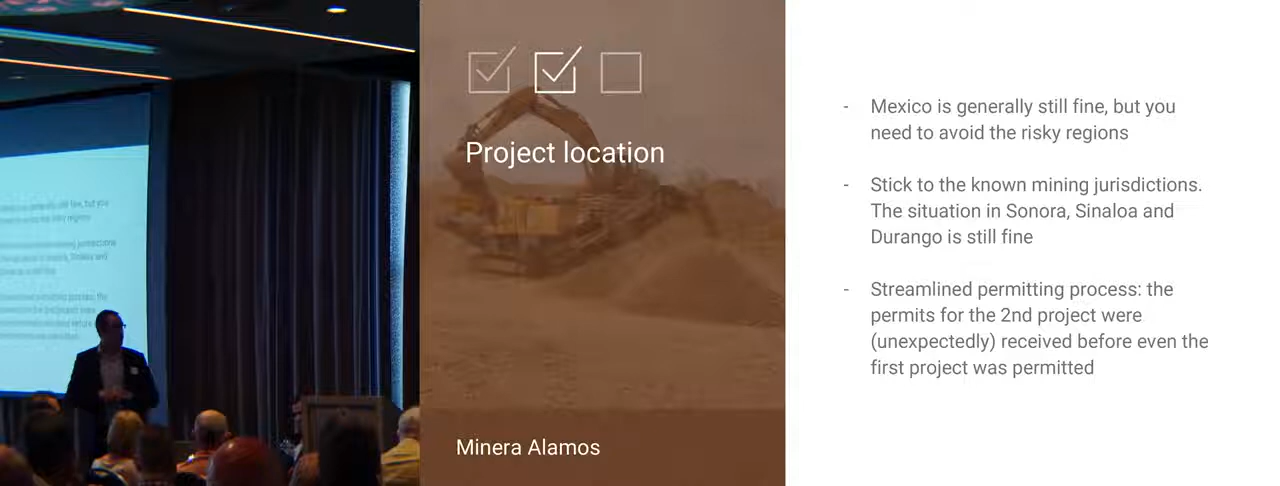 Project location
Minera Alamos
- Mexico is generally still fine, but you
need to avoid the risky regions
- Stick to the known mining jurisdictions.
The situation in Sonora, Sinaloa and
Durango is still fine
- Streamlined permitting process: the
permits for the 2nd project were
(unexpectedly) received before even the
first project was permitted